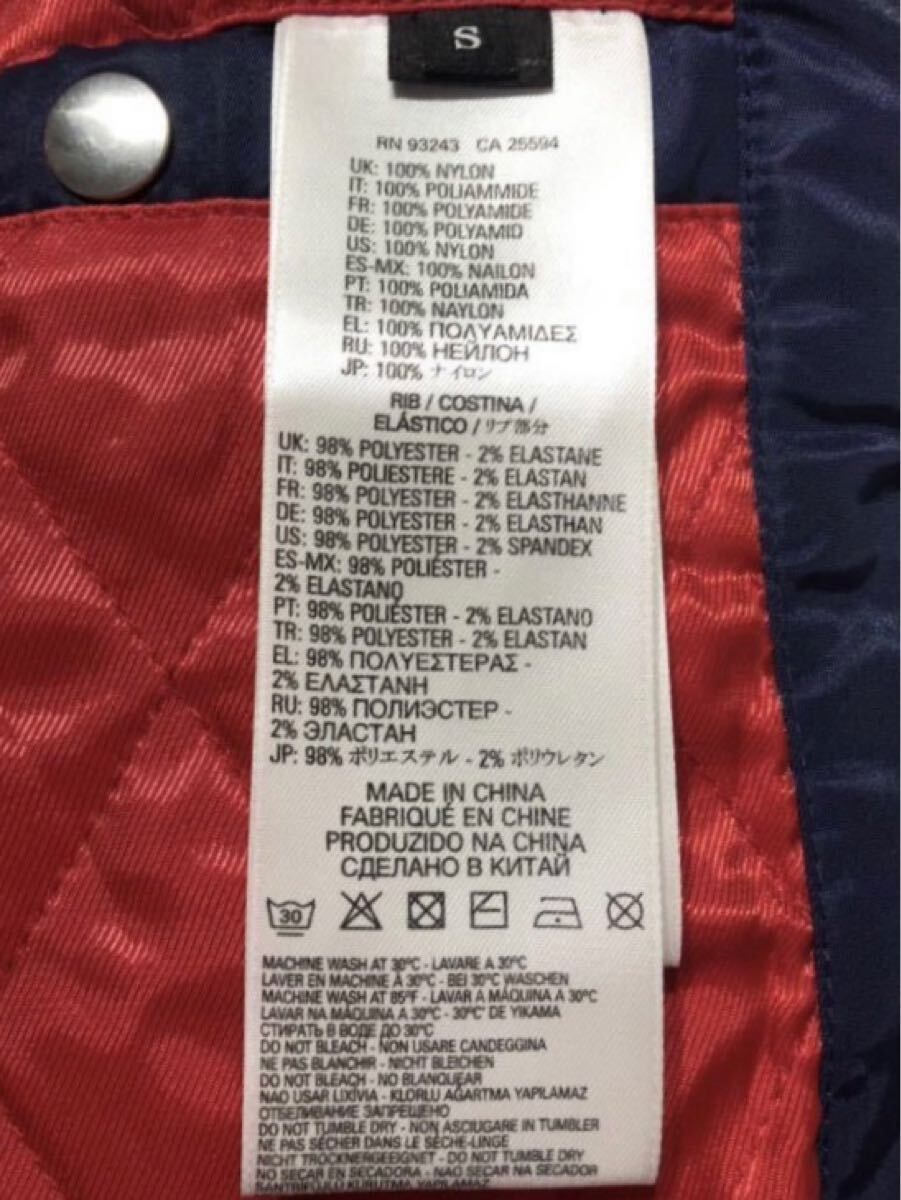 S
RN 93243 CA 25594
UK: 100% NYLON
IT: 100% POLIAMMIDE
FR: 100% POLYAMIDE
DE: 100% POLYAMID
US: 100% NYLON
ES-MX: 100% NAILON
PT: 100% POLIAMIDA
TR: 100% NAYLON
EL: 100% ΠΟΛΥΑΜΙΔΕΣ
RU: 100% НЕЙЛОН
JP: 100% ナイロン
RIB / COSTINA /
ELÁSTICO / リブ部分
UK: 98% POLYESTER - 2% ELASTANE
IT: 98% POLIESTERE - 2% ELASTAN
FR: 98% POLYESTER - 2% ELASTHANNE
DE: 98% POLYESTER - 2% ELASTHAN
US: 98% POLYESTER - 2% SPANDEX
ES-MX: 98% POLIÉSTER -
2% ELASTANO
PT: 98% POLIÉSTER - 2% ELASTANO
TR: 98% POLYESTER - 2% ELASTAN
EL: 98% ΠΟΛΥΕΣΤΕΡΑΣ -
2% ΕΛΑΣΤΑΝΗ
RU: 98% ПОЛИЭСТЕР -
2% ЭЛАСТАН
JP: 98% ポリエステル - 2% ポリウレタン
MADE IN CHINA
FABRIQUÉ EN CHINE
PRODUZIDO NA CHINA
СДЕЛАНО В КИТАЙ
30
MACHINE WASH AT 30°C - LAVARE A 30°C
LAVER EN MACHINE À 30°C - BEI 30°C WASCHEN
MACHINE WASH AT 85°F - LAVAR A MÁQUINA A 30°C
LAVAR NA MÁQUINA A 30°C - 30°C' DE YIKAMA
СТИРАТЬ В ВОДЕ ДО 30°C
DO NOT BLEACH - NON USARE CANDEGGINA
NE PAS BLANCHIR - NICHT BLEICHEN
DO NOT BLEACH - NO BLANQUEAR
NAO USAR LIXÍVIA - KLORLU AĞARTMA YAPILAMAZ
ОТБЕЛИВАНИЕ ЗАПРЕЩЕНО
DO NOT TUMBLE DRY - NON ASCIUGARE IN TUMBLER
NE PAS SÉCHER DANS LE SÈCHE-LINGE
NICHT TROCKNERGEEIGNET - DO NOT TUMBLE DRY
NO SECAR EN SECADORA - NAO SECAR NA SECADOR
SANTRIFÜJLÜ KURUTMA YAPILAMAZ